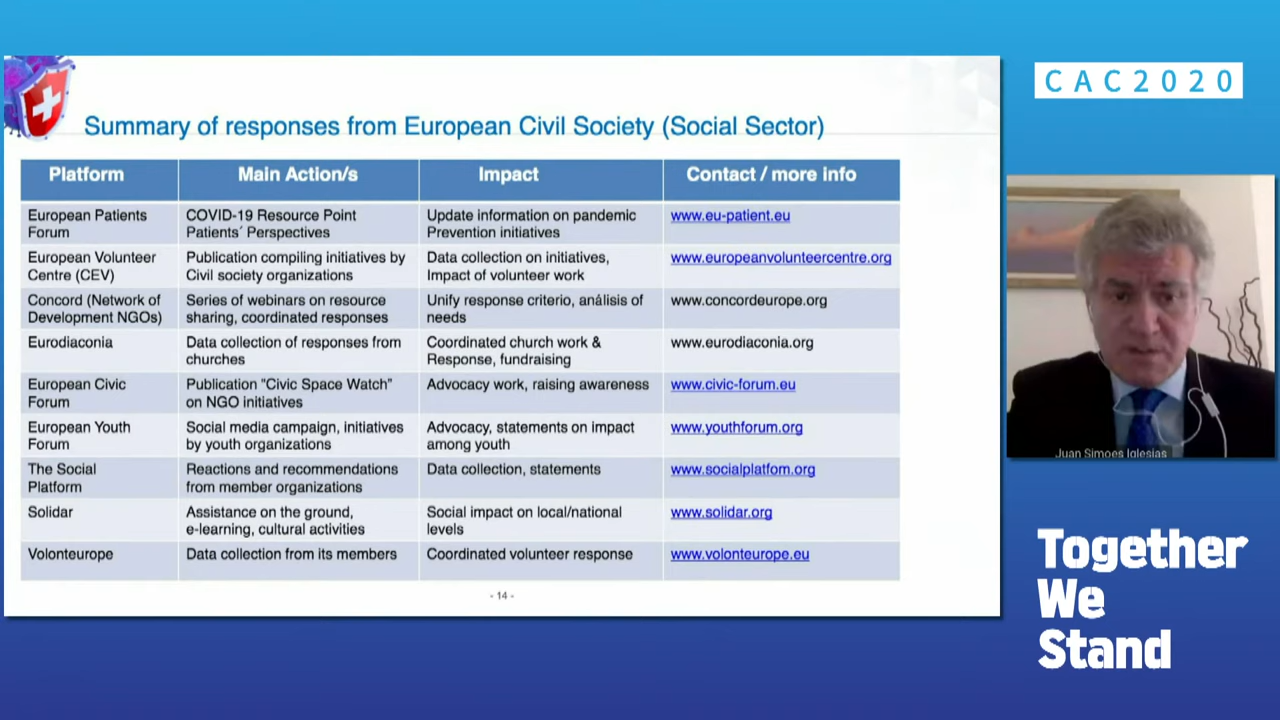 CAC2020
Summary of responses from European Civil Society (Social Sector)
Platform Main Action/s Impact Contact / more info
European Patients Forum COVID-19 Resource Point Patients´ Perspectives Update information on pandemic Prevention initiatives www.eu-patient.eu
European Volunteer Centre (CEV) Publication compiling initiatives by Civil society organizations Data collection on initiatives, Impact of volunteer work www.europeanvolunteercentre.org
Concord (Network of Development NGOs) Series of webinars on resource sharing, coordinated responses Unify response criterio, análisis of needs www.concordeurope.org
Eurodiaconia Data collection of responses from churches Coordinated church work & Response, fundraising www.eurodiaconia.org
European Civic Forum Publication "Civic Space Watch" on NGO initiatives Advocacy work, raising awareness www.civic-forum.eu
European Youth Forum Social media campaign, initiatives by youth organizations Advocacy, statements on impact among youth www.youthforum.org
The Social Platform Reactions and recommendations from member organizations Data collection, statements www.socialplatfom.org
Solidar Assistance on the ground, e-learning, cultural activities Social impact on local/national levels www.solidar.org
Volonteurope Data collection from its members Coordinated volunteer response www.volonteurope.eu
- 14 -
Juan Simoes Iglesias
Together
We
Stand